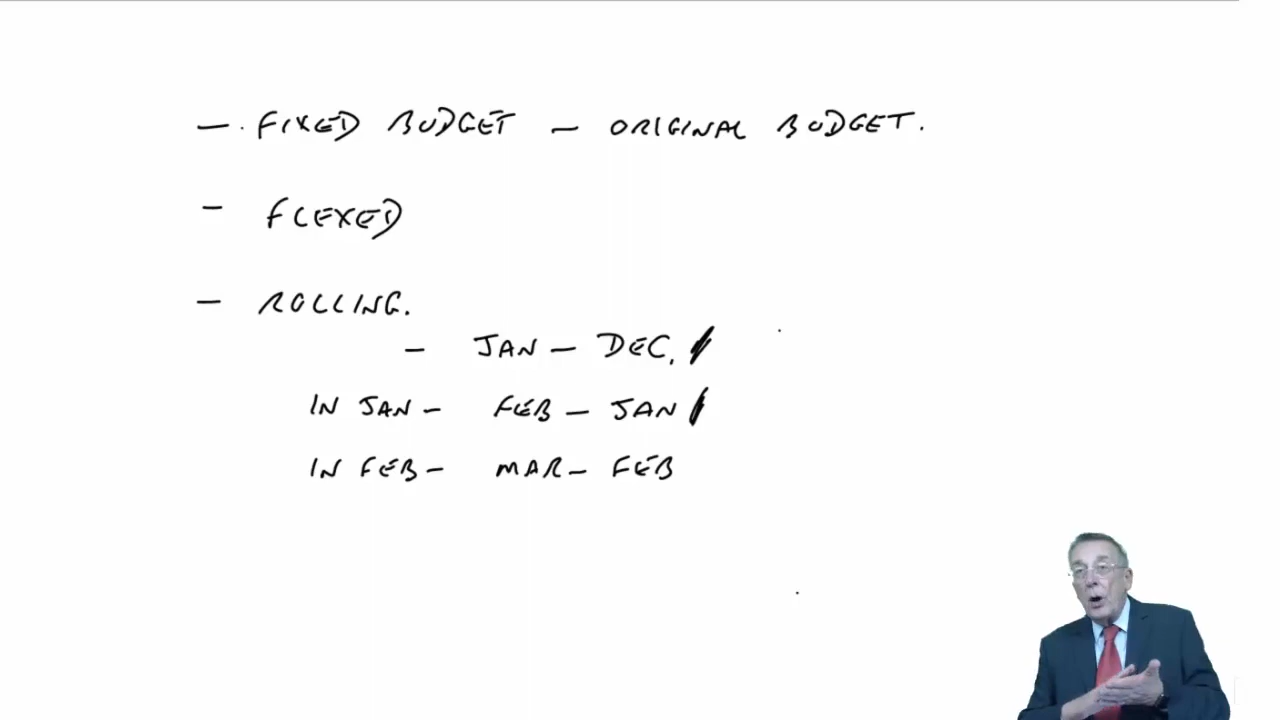 — FIXED BUDGET — ORIGINAL BUDGET.
- FLEXED
- ROLLING.
- JAN - DEC.
IN JAN - FEB - JAN
IN FEB - MAR - FEB